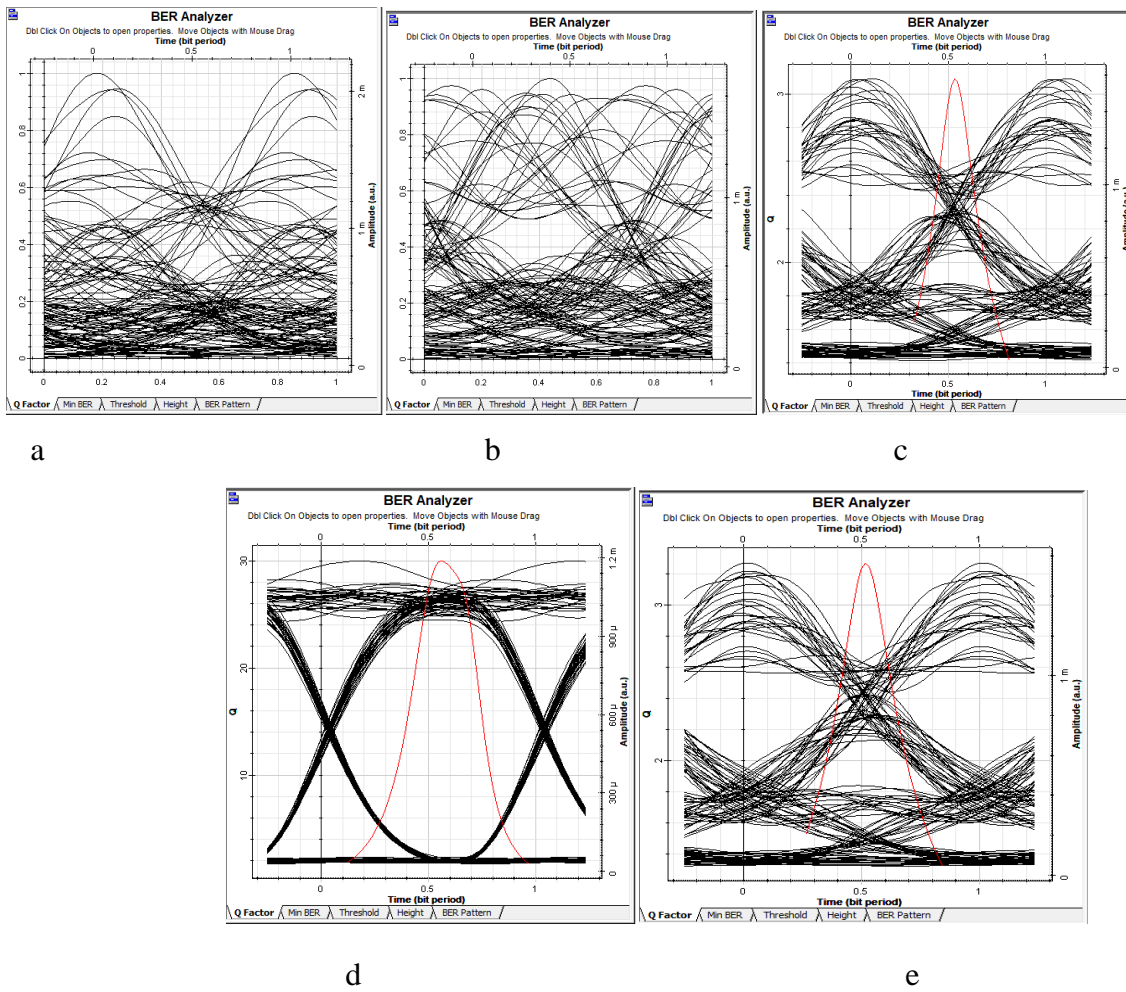 BER Analyzer
Dbl Click On Objects to open properties. Move Objects with Mouse Drag
Time (bit period)
0 0.5 1
0 0.2 0.4 0.6 0.8 1
Amplitude (a.u.)
1 m 2 m
0 0.2 0.4 0.6 0.8 1
Q Factor Min BER Threshold Height BER Pattern
a
BER Analyzer
Dbl Click On Objects to open properties. Move Objects with Mouse Drag
Time (bit period)
0 0.5 1
0 0.2 0.4 0.6 0.8 1
Amplitude (a.u.)
0 1 m
0 0.2 0.4 0.6 0.8 1
Q Factor Min BER Threshold Height BER Pattern
b
BER Analyzer
Dbl Click On Objects to open properties. Move Objects with Mouse Drag
Time (bit period)
0 0.5 1
Q
2 3
Amplitude (a.u.)
0 1 m
0 0.5 1
Time (bit period)
Q Factor Min BER Threshold Height BER Pattern
c
BER Analyzer
Dbl Click On Objects to open properties. Move Objects with Mouse Drag
Time (bit period)
0 0.5 1
Q
10 20 30
Amplitude (a.u.)
0 300 µ 600 µ 900 µ 1.2 m
0 0.5 1
Time (bit period)
Q Factor Min BER Threshold Height BER Pattern
d
BER Analyzer
Dbl Click On Objects to open properties. Move Objects with Mouse Drag
Time (bit period)
0 0.5 1
Q
2 3
Amplitude (a.u.)
0 1 m
0 0.5 1
Time (bit period)
Q Factor Min BER Threshold Height BER Pattern
e